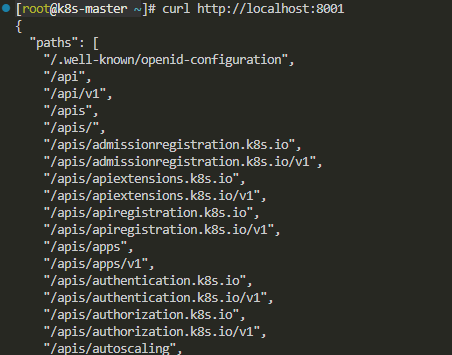 [root@k8s-master ~]# curl http://localhost:8001
{
  "paths": [
    "/.well-known/openid-configuration",
    "/api",
    "/api/v1",
    "/apis",
    "/apis/",
    "/apis/admissionregistration.k8s.io",
    "/apis/admissionregistration.k8s.io/v1",
    "/apis/apiextensions.k8s.io",
    "/apis/apiextensions.k8s.io/v1",
    "/apis/apiregistration.k8s.io",
    "/apis/apiregistration.k8s.io/v1",
    "/apis/apps",
    "/apis/apps/v1",
    "/apis/authentication.k8s.io",
    "/apis/authentication.k8s.io/v1",
    "/apis/authorization.k8s.io",
    "/apis/authorization.k8s.io/v1",
    "/apis/autoscaling",